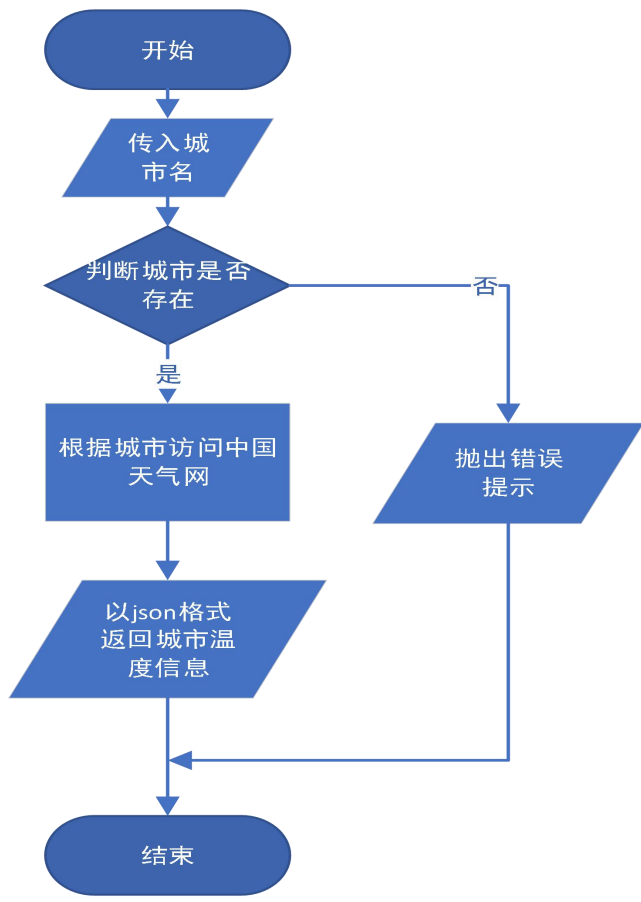 开始
传入城
市名
判断城市是否
存在
否
是
根据城市访问中国
天气网
抛出错误
提示
以json格式
返回城市温
度信息
结束